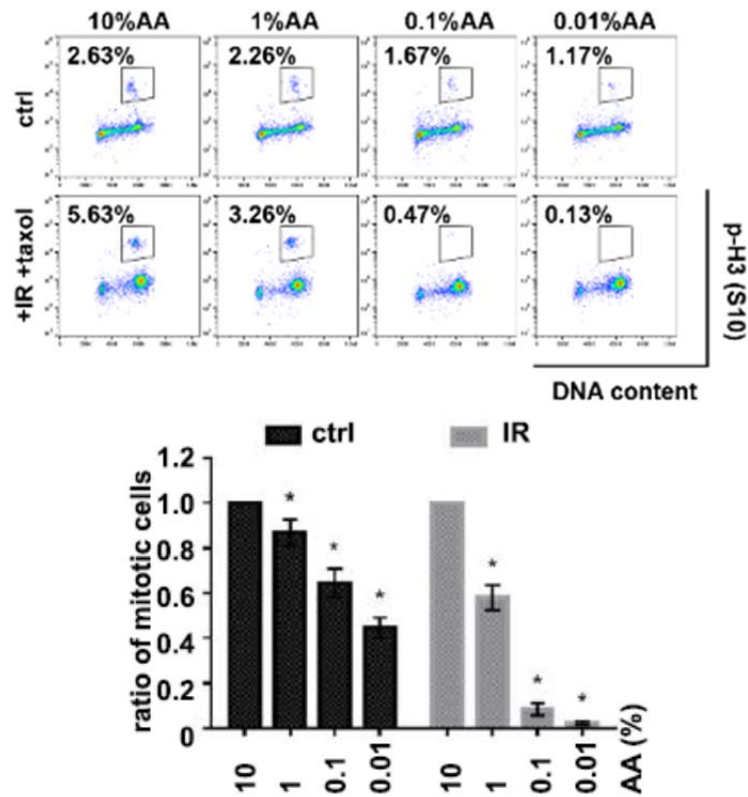 10%AA 1%AA 0.1%AA 0.01%AA
ctrl
2.63% 2.26% 1.67% 1.17%
+IR +taxol
5.63% 3.26% 0.47% 0.13%
p-H3 (S10)
DNA content
ctrl IR
ratio of mitotic cells
1.2
1.0
0.8
0.6
0.4
0.2
0
* * * * * *
10 1 0.1 0.01 10 1 0.1 0.01
AA (%)